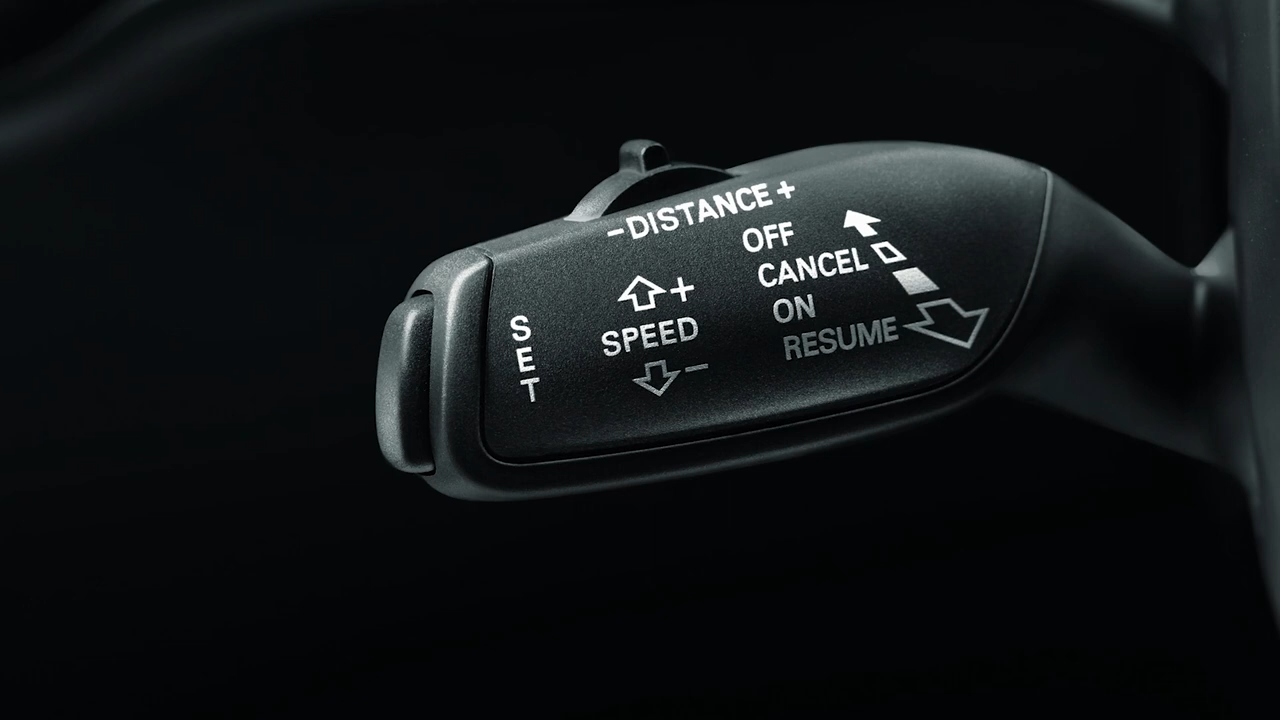 -DISTANCE+
OFF
CANCEL
ON
RESUME
+
SPEED
-
SET